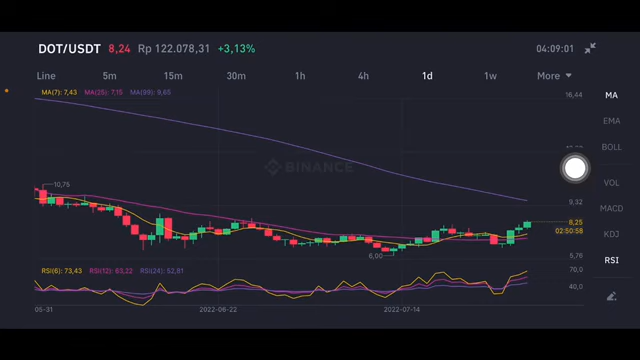 DOT/USDT 8,24 Rp 122.078,31 +3,13% 04:09:01
Line 5m 15m 30m 1h 4h 1d 1w More MA
MA(7): 7,43 MA(25): 7,15 MA(99): 9,65
16,44
EMA
BOLL
BINANCE
10,75
VOL
9,32
MACD
8,25
02:50:58
KDJ
6,00
5,76
RSI
RSI(6): 73,43 RSI(12): 63,22 RSI(24): 52,81
70,0
40,0
05-31 2022-06-22 2022-07-14